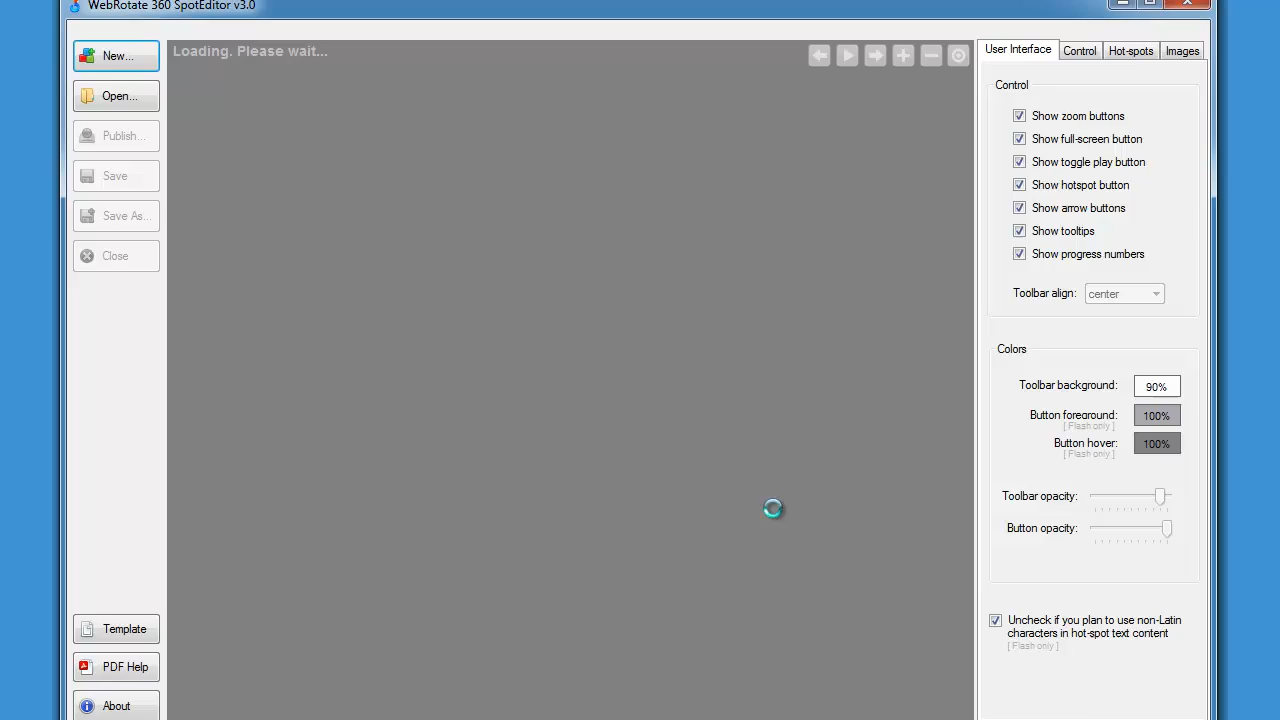 WebRotate 360 SpotEditor v3.0
New...
Open...
Publish...
Save
Save As...
Close
Template
PDF Help
About
Loading. Please wait...
User Interface
Control
Hot-spots
Images
Control
Show zoom buttons
Show full-screen button
Show toggle play button
Show hotspot button
Show arrow buttons
Show tooltips
Show progress numbers
Toolbar align: center
Colors
Toolbar background: 90%
Button foreground: 100%
[ Flash only ]
Button hover: 100%
[ Flash only ]
Toolbar opacity:
Button opacity:
Uncheck if you plan to use non-Latin
characters in hot-spot text content
[ Flash only ]